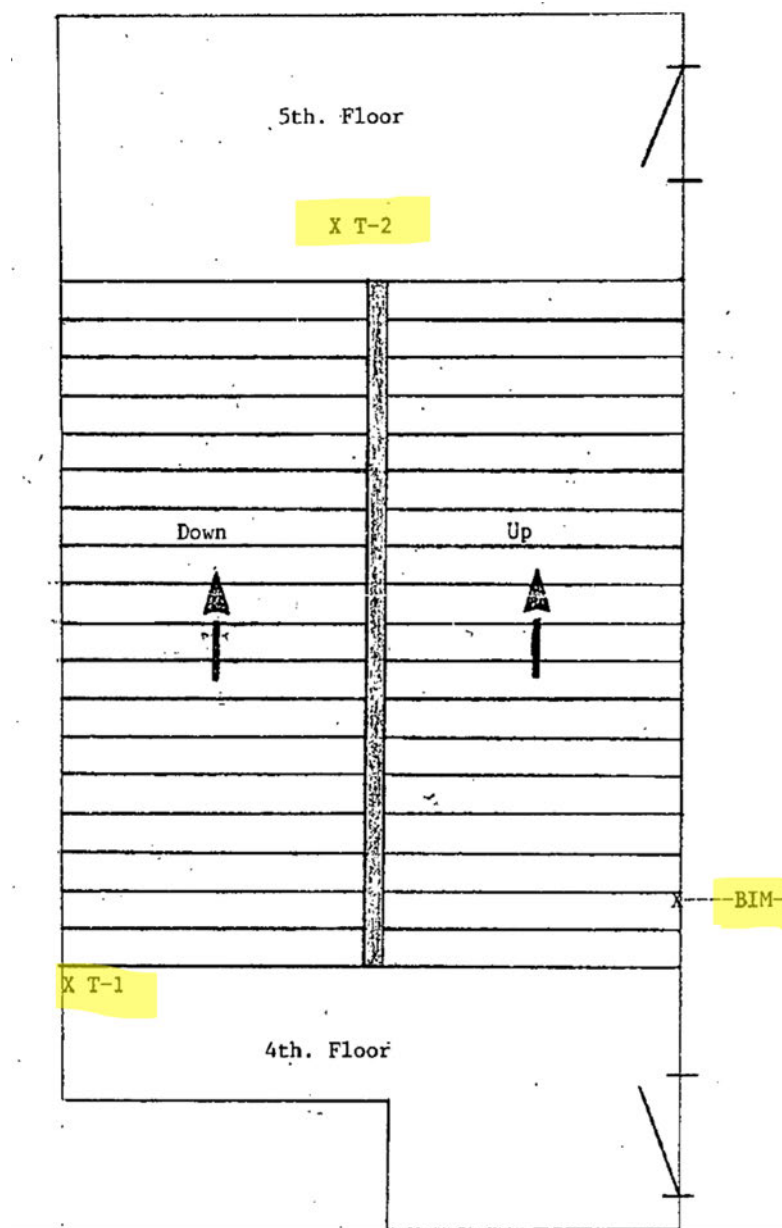 5th. Floor
X T-2
Down
Up
X-----BIM-
X T-1
4th. Floor